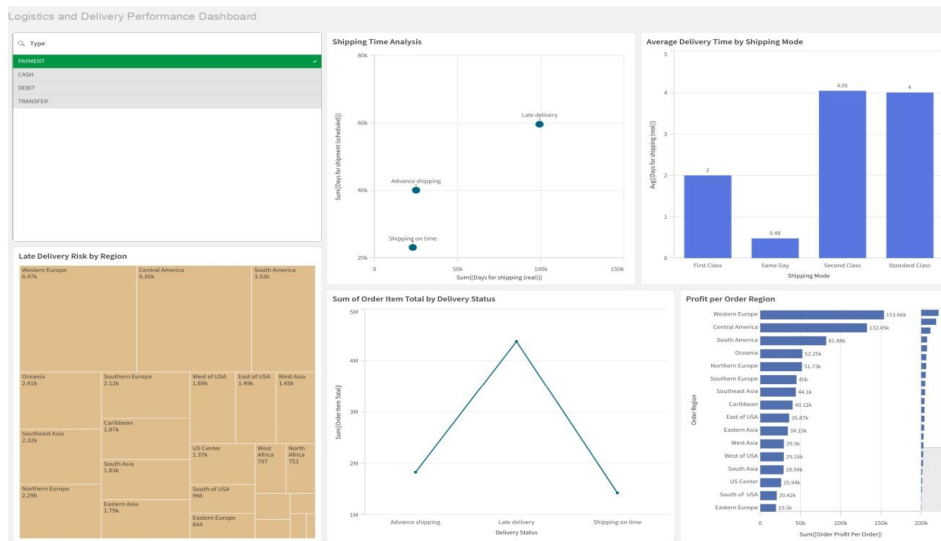 Logistics and Delivery Performance Dashboard
Type
PAYMENT
CASH
DEBIT
TRANSFER
Shipping Time Analysis
80k
60k
40k
20k
Sum([Days for shipment (scheduled)])
Late delivery
Advance shipping
Shipping on time
0
50k
100k
150k
Sum([Days for shipping (real)])
Average Delivery Time by Shipping Mode
5
4
3
2
1
0
Avg([Days for shipping (real)])
2
0.48
4.05
4
First Class
Same Day
Second Class
Standard Class
Shipping Mode
Late Delivery Risk by Region
Western Europe
6.47k
Central America
6.35k
South America
3.52k
Oceania
2.41k
Southern Europe
2.12k
West of USA
1.69k
East of USA
1.49k
West Asia
1.45k
Southeast Asia
2.32k
Caribbean
1.87k
US Center
1.37k
West
Africa
797
North
Africa
753
South Asia
1.83k
Northern Europe
2.29k
South of USA
966
Eastern Asia
1.79k
Eastern Europe
844
Sum of Order Item Total by Delivery Status
5M
4M
3M
2M
1M
Sum([Order Item Total])
Advance shipping
Late delivery
Shipping on time
Delivery Status
Profit per Order Region
Order Region
Western Europe 153.66k
Central America 132.45k
South America 81.88k
Oceania 52.25k
Northern Europe 51.73k
Southern Europe 45k
Southeast Asia 44.1k
Caribbean 40.12k
East of USA 35.87k
Eastern Asia 34.15k
West Asia 29.3k
West of USA 29.16k
South Asia 28.94k
US Center 25.94k
South of USA 20.42k
Eastern Europe 19.5k
0
50k
100k
150k
200k
Sum([Order Profit Per Order])